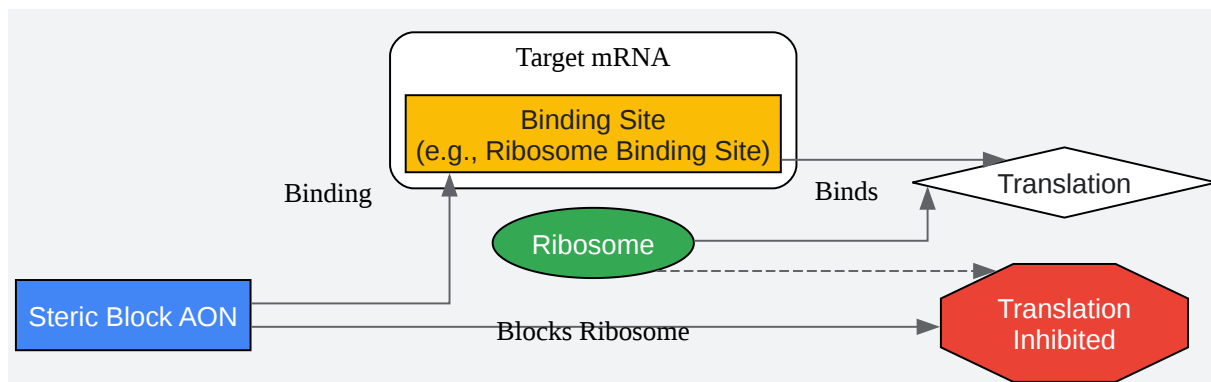 Target mRNA
Binding Site
(e.g., Ribosome Binding Site)
Binding
Binds
Translation
Ribosome
Steric Block AON
Blocks Ribosome
Translation
Inhibited